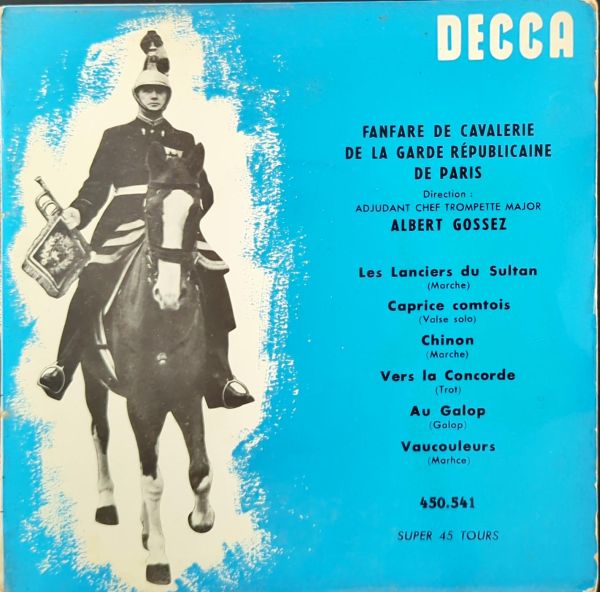 DECCA
FANFARE DE CAVALERIE
DE LA GARDE RÉPUBLICAINE
DE PARIS
Direction :
ADJUDANT CHEF TROMPETTE MAJOR
ALBERT GOSSEZ
Les Lanciers du Sultan
(Marche)
Caprice comtois
(Valse solo)
Chinon
(Marche)
Vers la Concorde
(Trot)
Au Galop
(Golop)
Vaucouleurs
(Marhce)
450.541
SUPER 45 TOURS